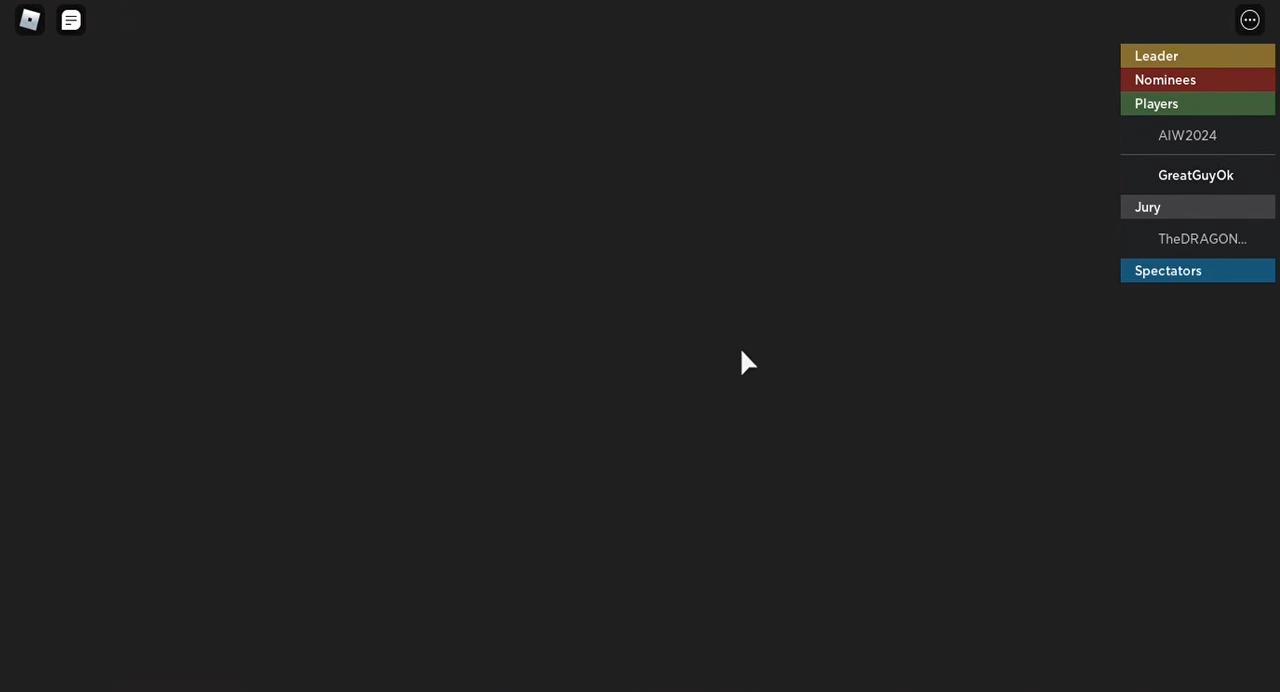 Leader
Nominees
Players
AIW2024
GreatGuyOk
Jury
TheDRAGON...
Spectators